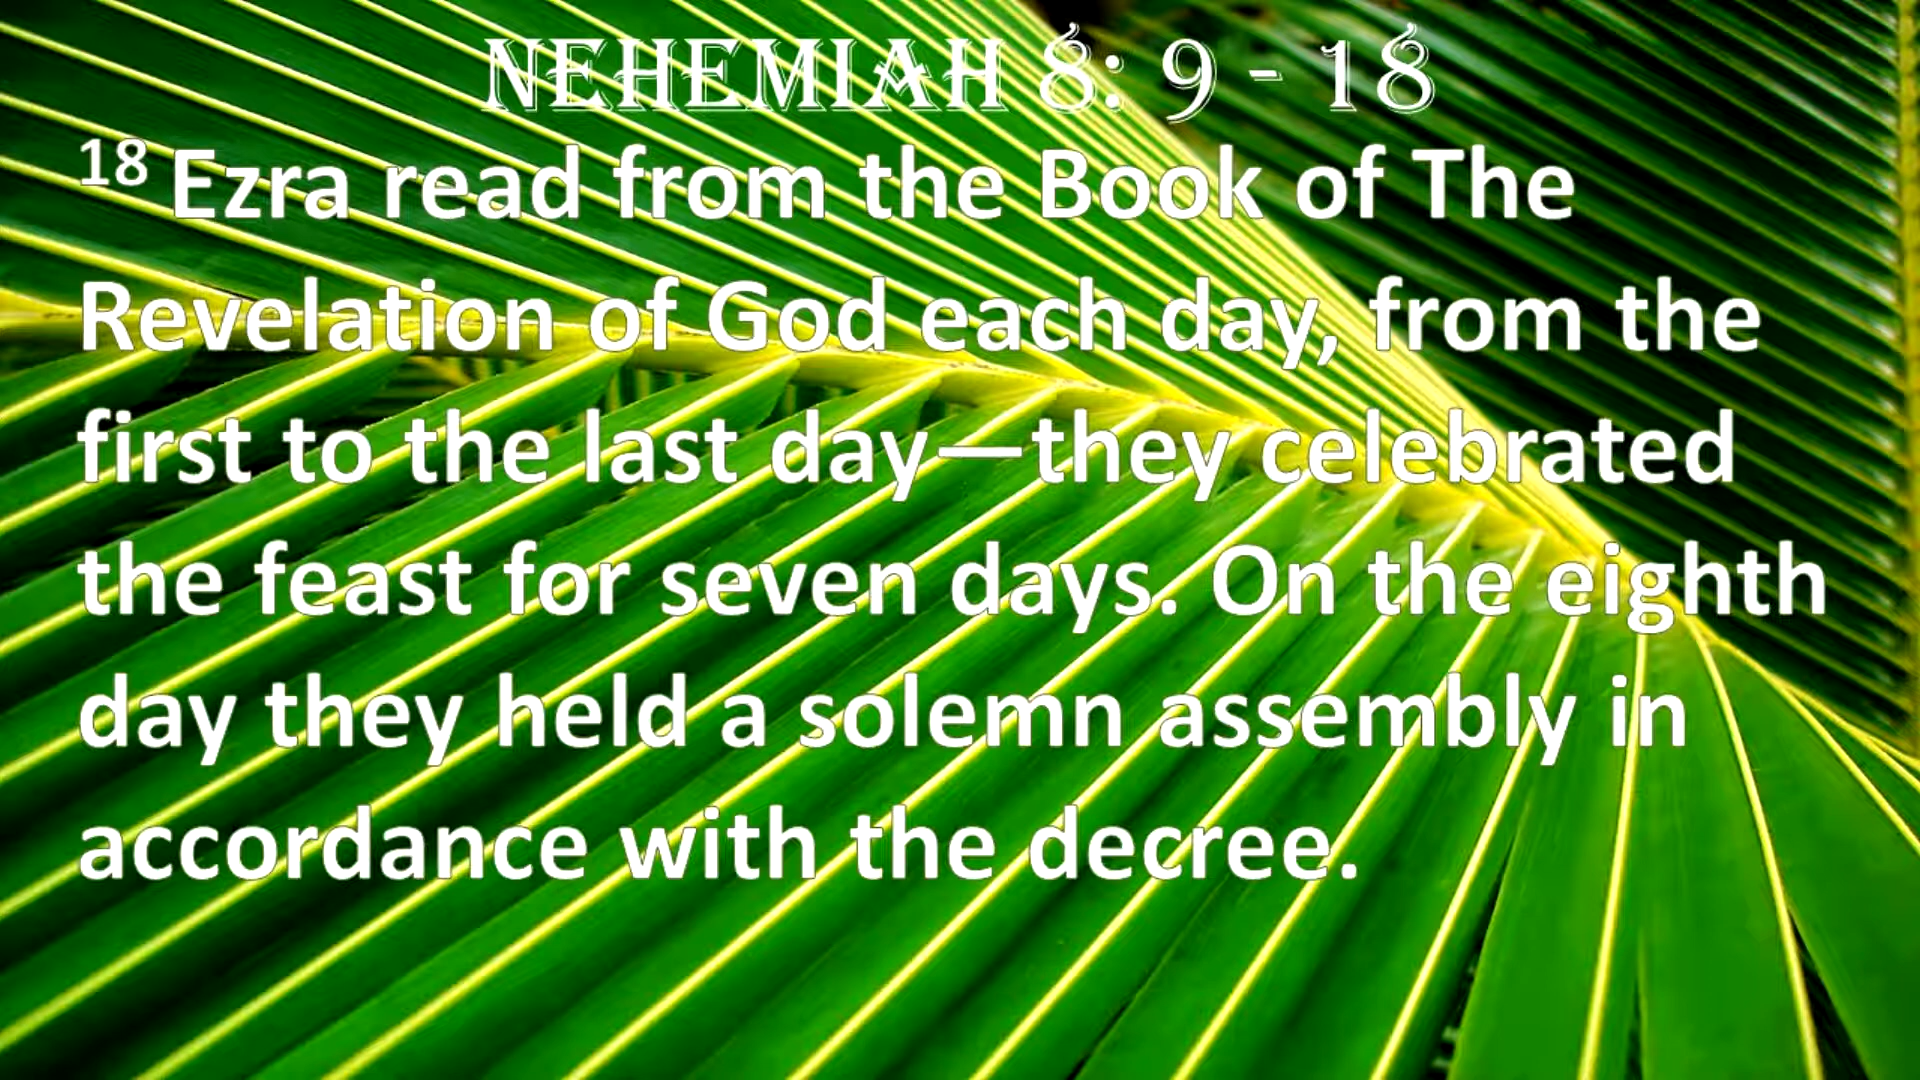 NEHEMIAH 8: 9 - 18
18 Ezra read from the Book of The
Revelation of God each day, from the
first to the last day—they celebrated
the feast for seven days. On the eighth
day they held a solemn assembly in
accordance with the decree.